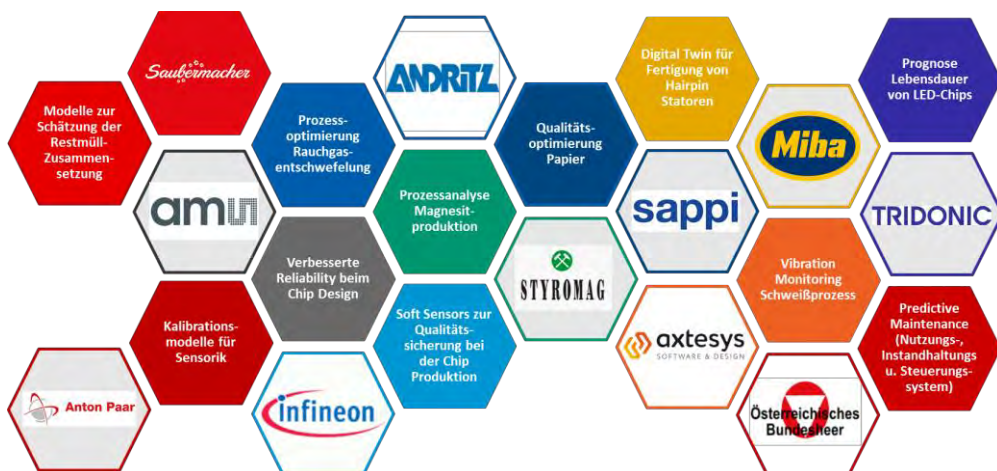 Saubermacher
Modelle zur
Schätzung der
Restmüll-
Zusammen-
setzung
ANDRITZ
Prozess-
optimierung
Rauchgas
entschwefelung
Digital Twin für
Fertigung von
Hairpin
Statoren
Qualitäts-
optimierung
Papier
Prognose
Lebensdauer
von LED-Chips
Miba
amu
Prozessanalyse
Magnesit-
produktion
sappi
TRIDONIC
Verbesserte
Reliability beim
Chip Design
STYROMAG
Vibration
Monitoring
Schweißprozess
Kalibrations-
modelle für
Sensorik
Soft Sensors zur
Qualitäts-
sicherung bei
der Chip
Produktion
axtesys
SOFTWARE & DESIGN
Predictive
Maintenance
(Nutzungs-,
Instandhaltungs
u. Steuerungs-
system)
Anton Paar
infineon
Österreichisches
Bundesheer